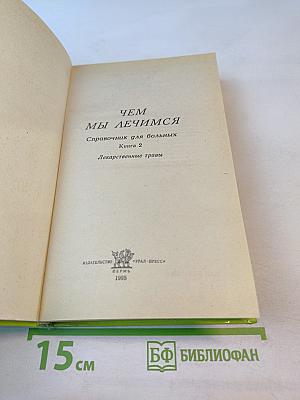 ЧЕМ
МЫ ЛЕЧИМСЯ
Справочник для больных
Книга 2
Лекарственные травы
ИЗДАТЕЛЬСТВО «УРАЛ-ПРЕСС»
ПЕРМЬ
1993
15 см
БФ БИБЛИОФАН